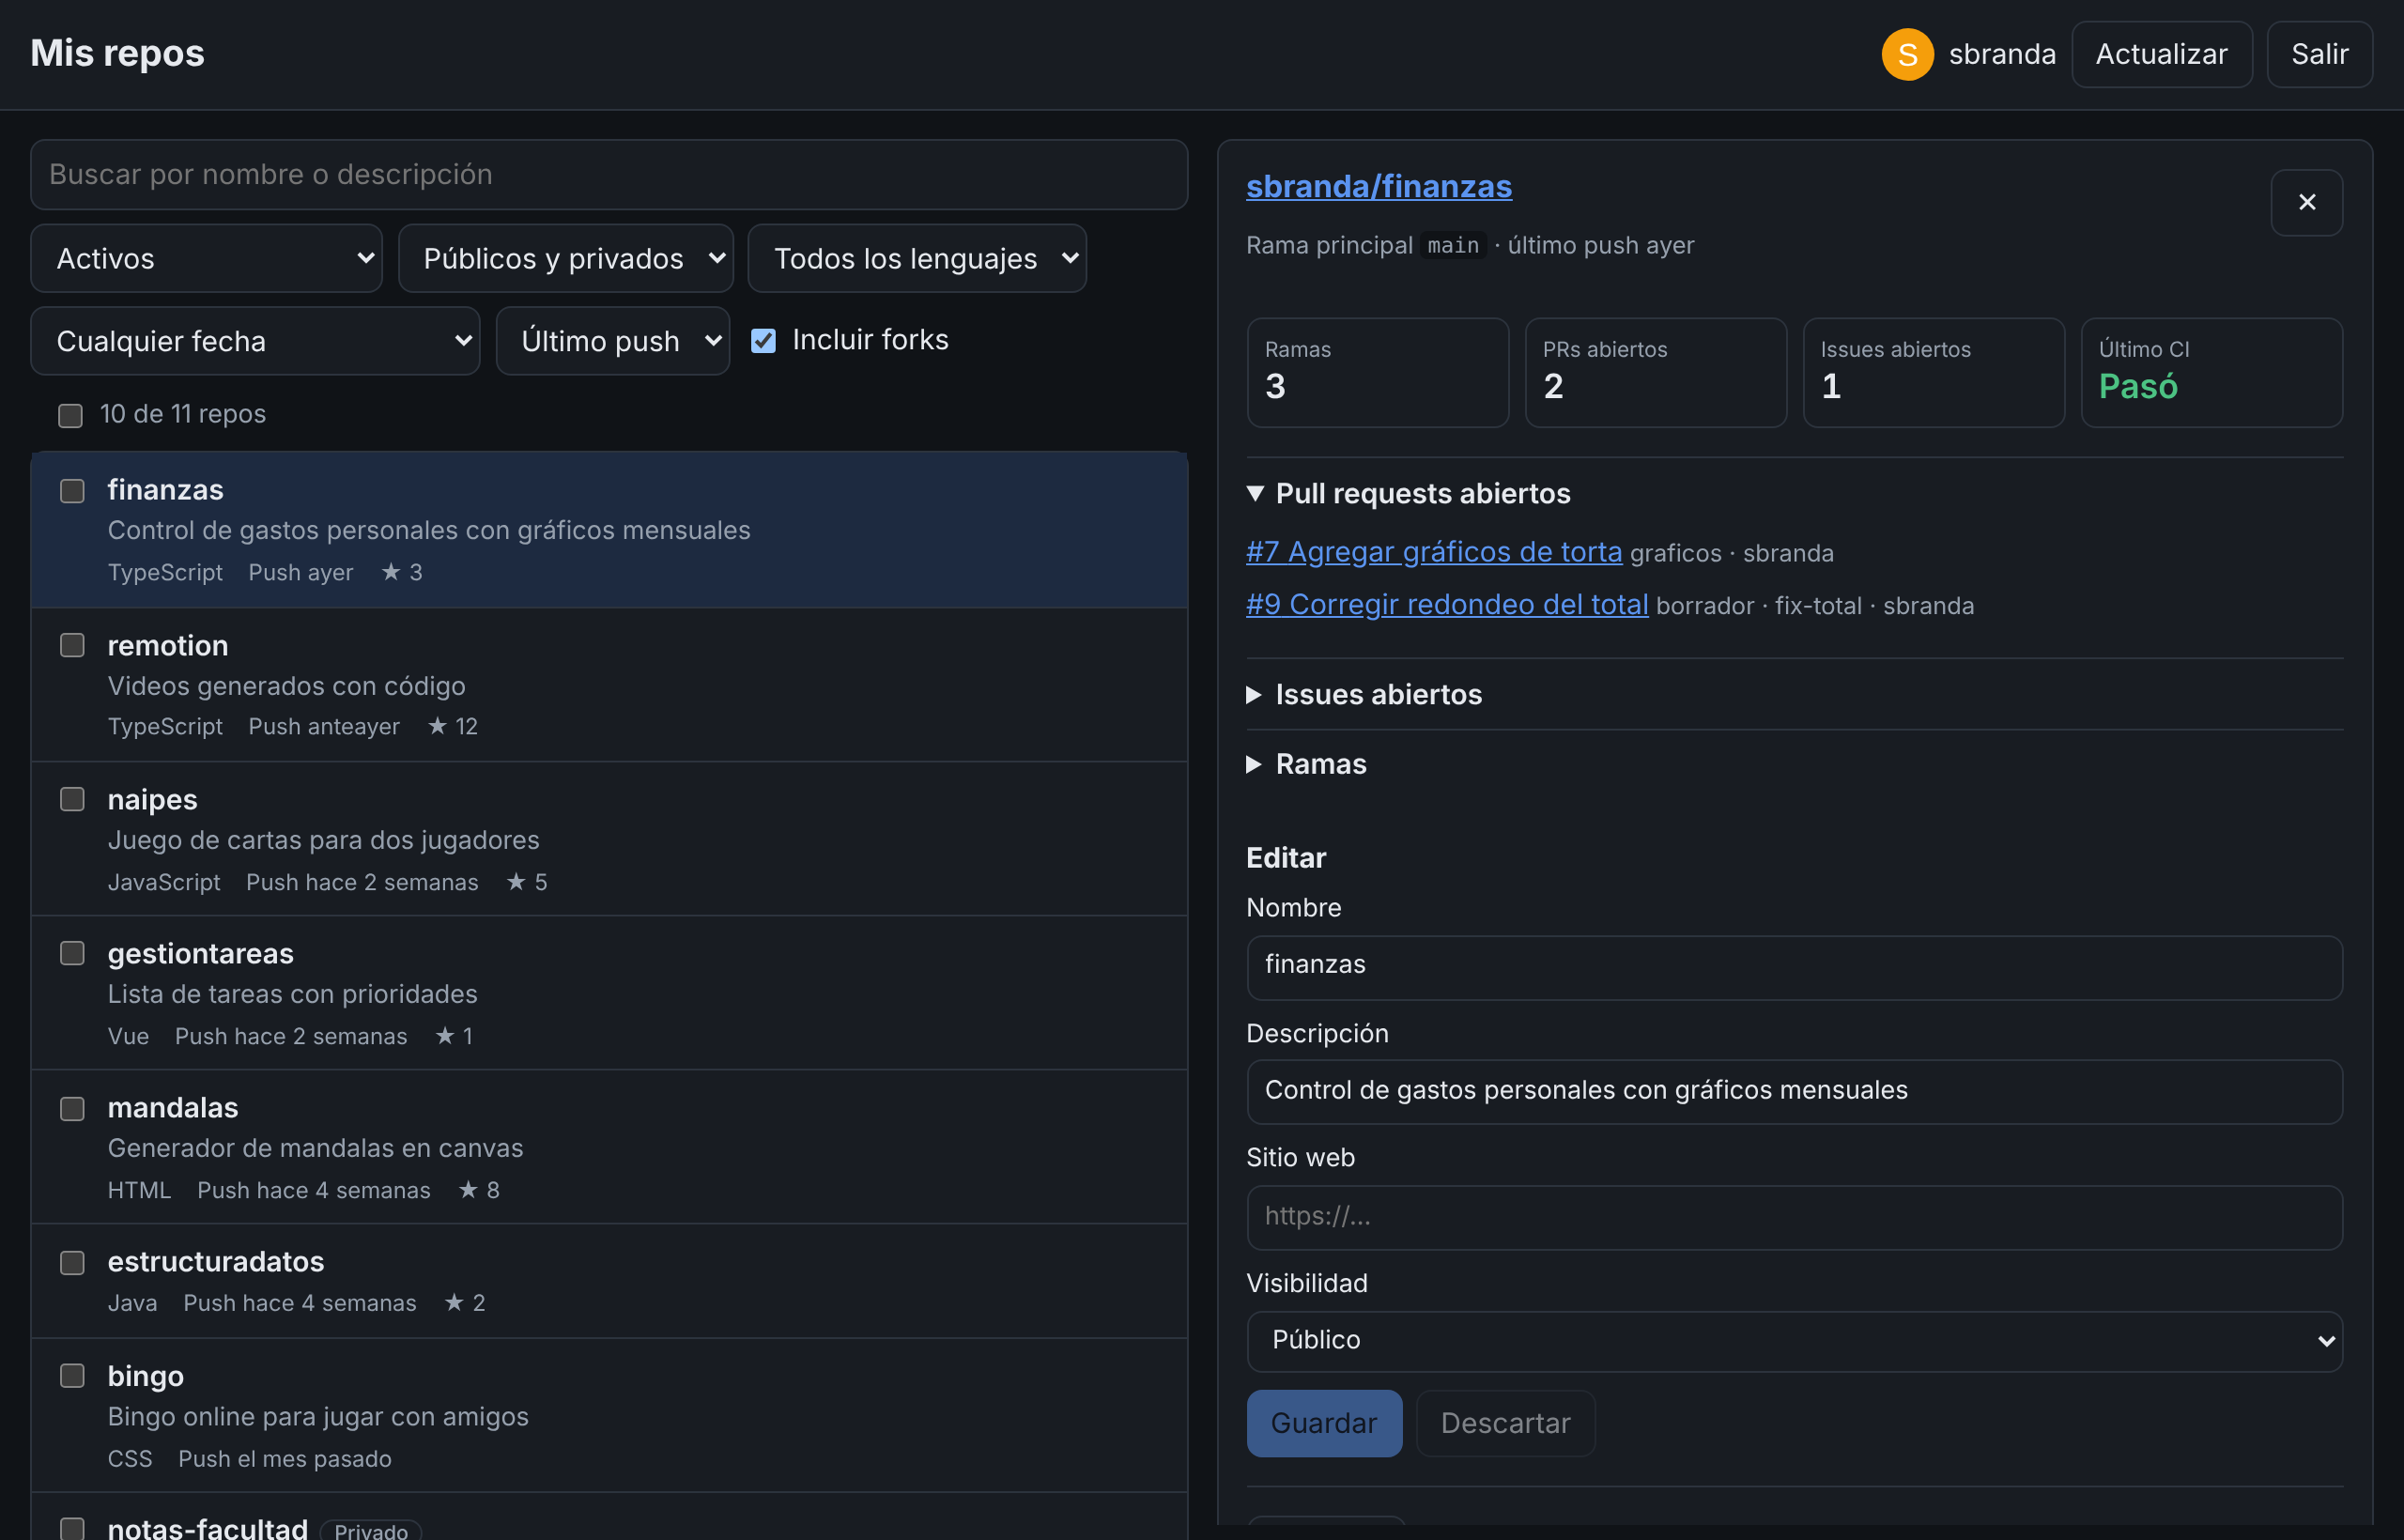 Mis repos
S sbranda Actualizar Salir
Buscar por nombre o descripción
Activos Públicos y privados Todos los lenguajes
Cualquier fecha Último push Incluir forks
10 de 11 repos
finanzas
Control de gastos personales con gráficos mensuales
TypeScript Push ayer ★ 3
remotion
Videos generados con código
TypeScript Push anteayer ★ 12
naipes
Juego de cartas para dos jugadores
JavaScript Push hace 2 semanas ★ 5
gestiontareas
Lista de tareas con prioridades
Vue Push hace 2 semanas ★ 1
mandalas
Generador de mandalas en canvas
HTML Push hace 4 semanas ★ 8
estructuradatos
Java Push hace 4 semanas ★ 2
bingo
Bingo online para jugar con amigos
CSS Push el mes pasado
notas-facultad Privado
sbranda/finanzas
Rama principal main · último push ayer
Ramas
3
PRs abiertos
2
Issues abiertos
1
Último CI
Pasó
Pull requests abiertos
#7 Agregar gráficos de torta graficos · sbranda
#9 Corregir redondeo del total borrador · fix-total · sbranda
Issues abiertos
Ramas
Editar
Nombre
finanzas
Descripción
Control de gastos personales con gráficos mensuales
Sitio web
https://...
Visibilidad
Público
Guardar Descartar